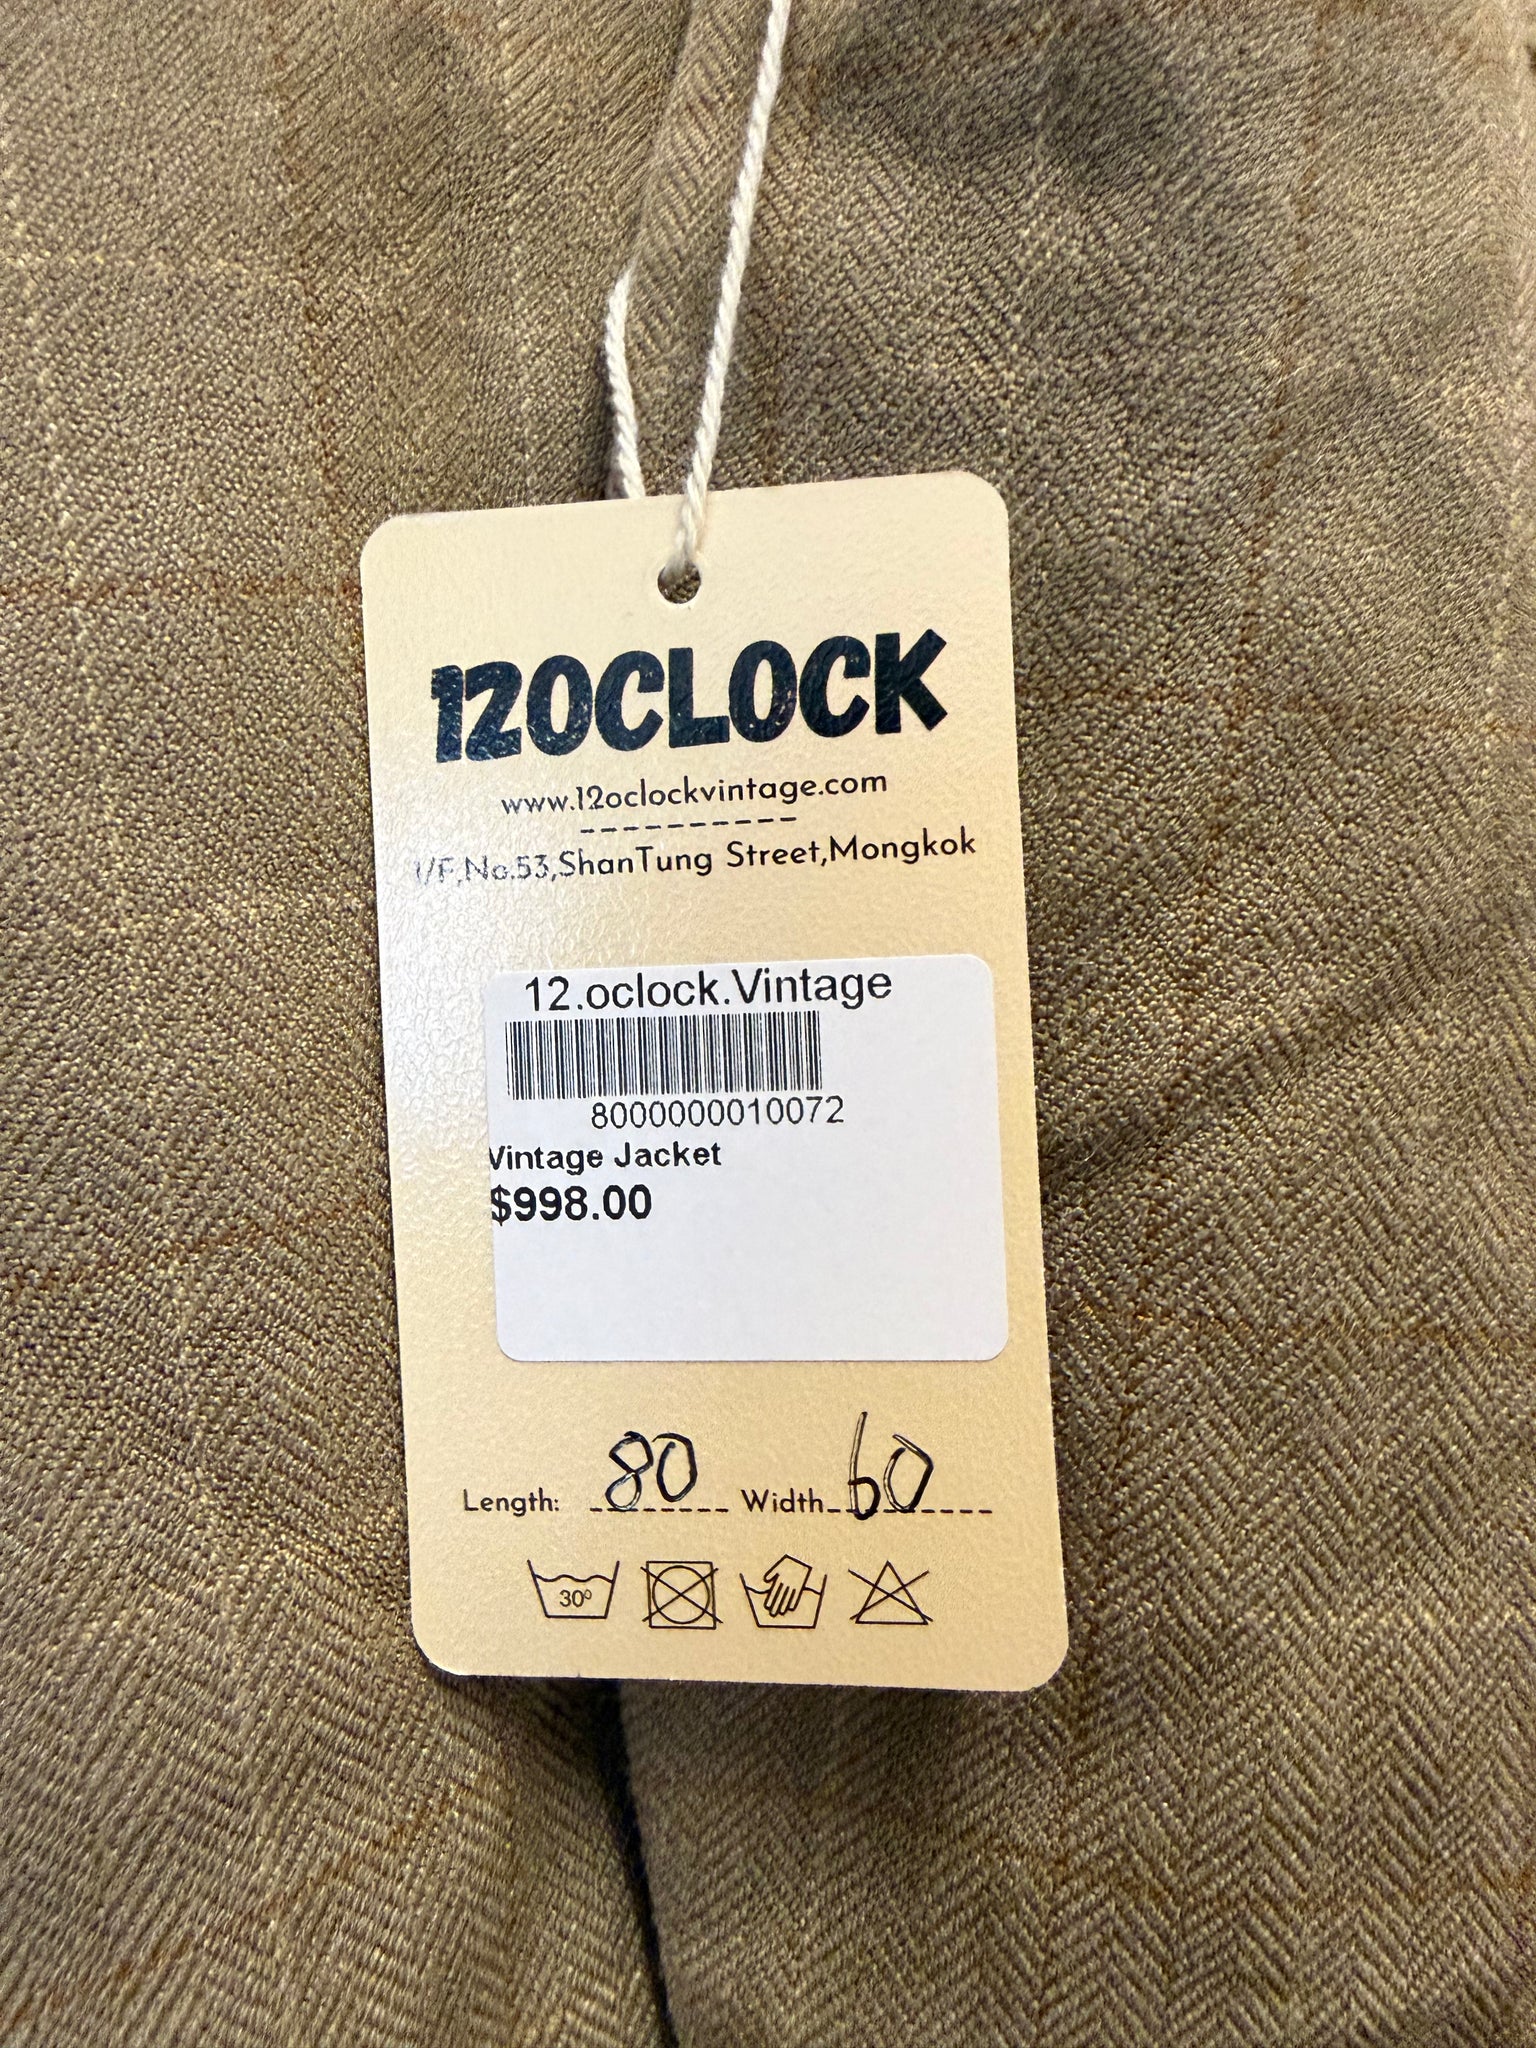 12OCLOCK
www.12oclockvintage.com
1/F,No.53,ShanTung Street,Mongkok
12.oclock.Vintage
8000000010072
Vintage Jacket
$998.00
Length: 80 Width 60
30º